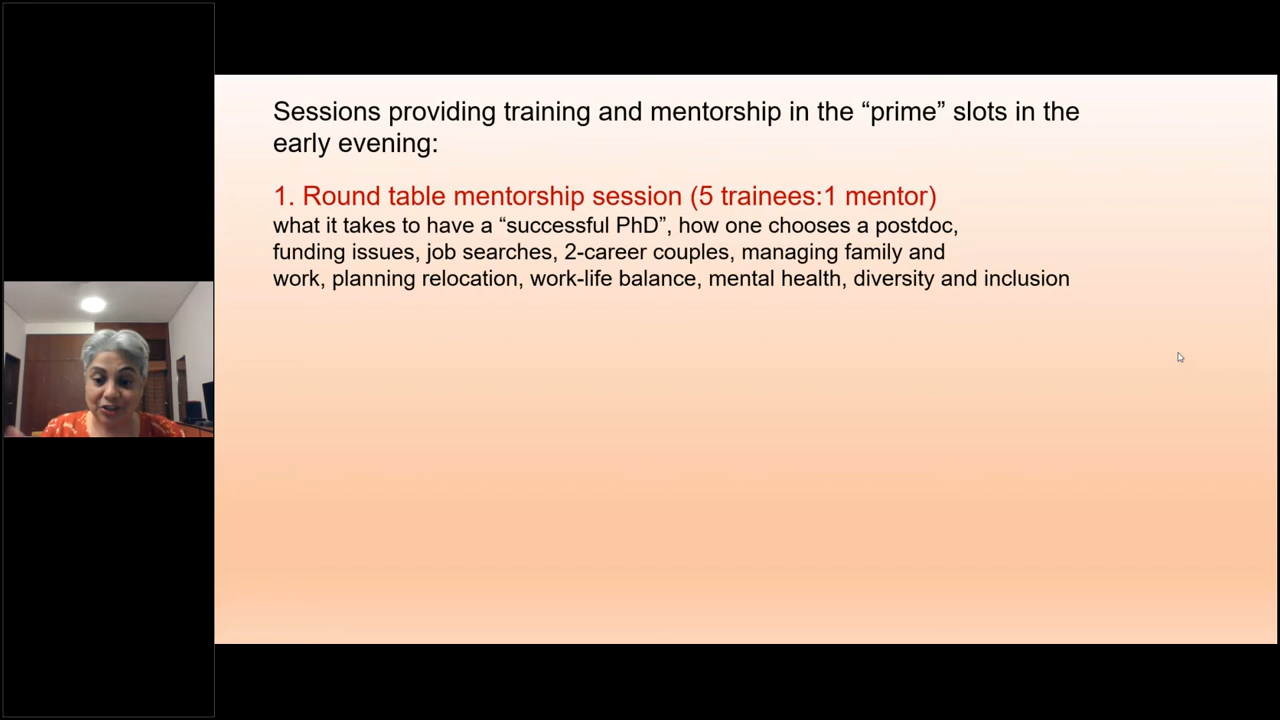 Sessions providing training and mentorship in the “prime” slots in the
early evening:
1. Round table mentorship session (5 trainees:1 mentor)
what it takes to have a “successful PhD”, how one chooses a postdoc,
funding issues, job searches, 2-career couples, managing family and
work, planning relocation, work-life balance, mental health, diversity and inclusion